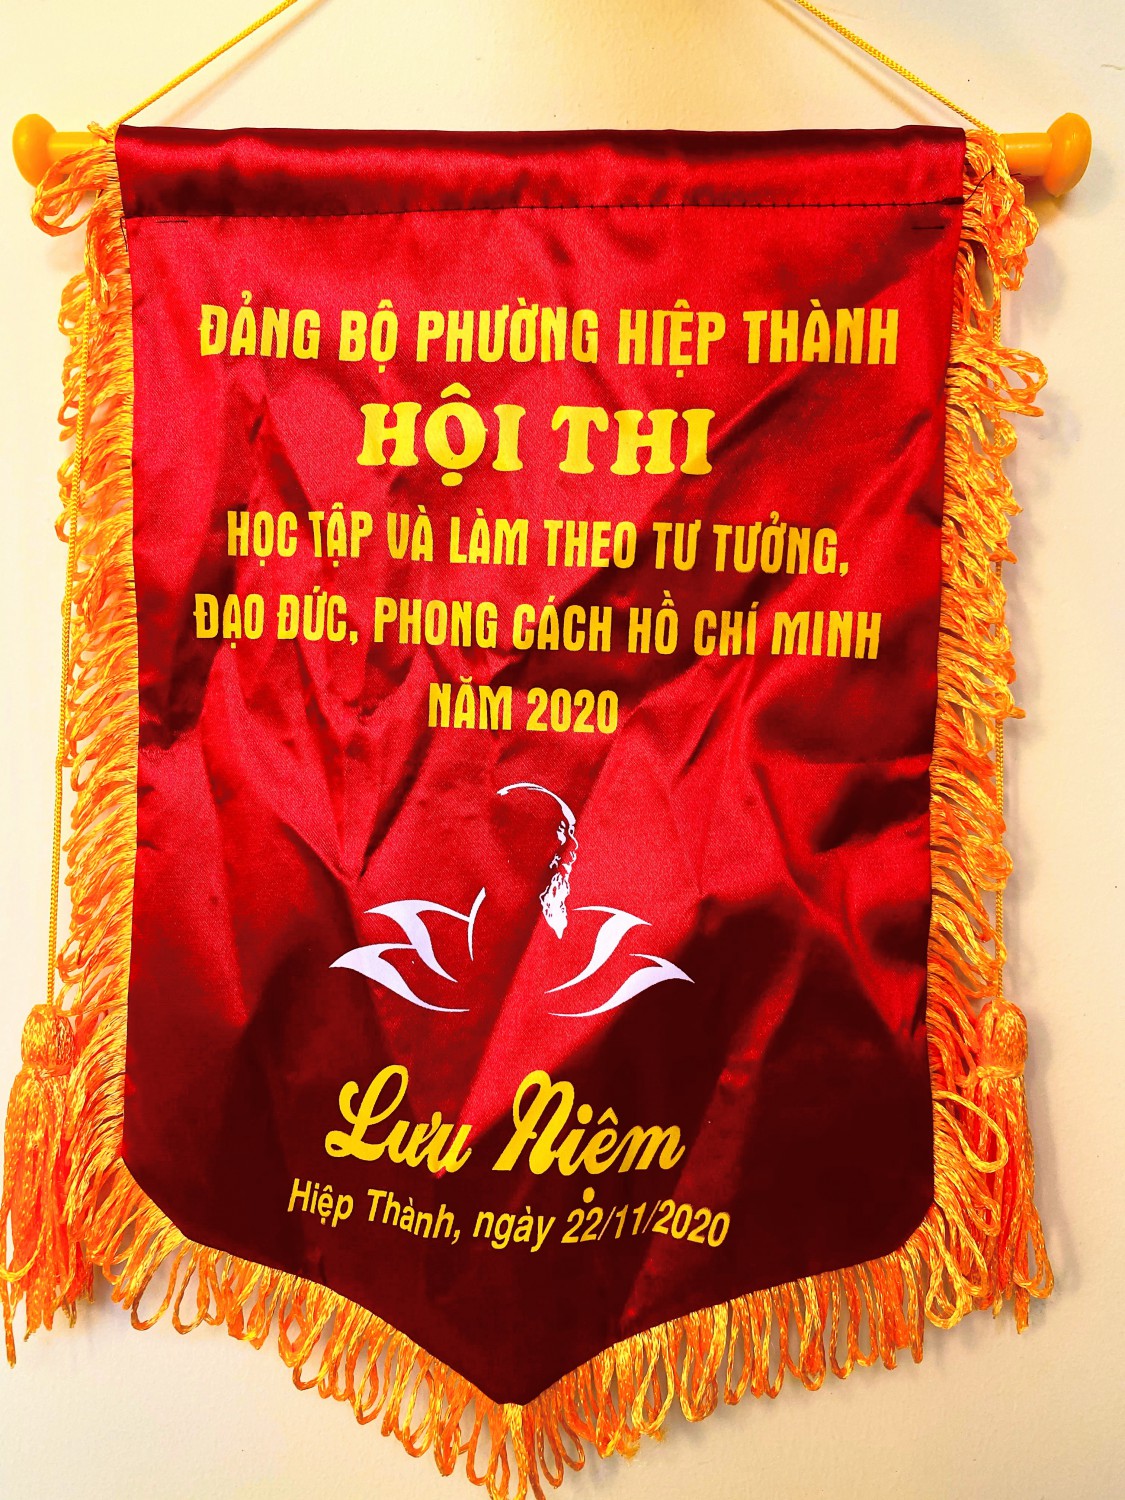 ĐẢNG BỘ PHƯỜNG HIỆP THÀNH
HỘI THI
HỌC TẬP VÀ LÀM THEO TƯ TƯỞNG,
ĐẠO ĐỨC, PHONG CÁCH HỒ CHÍ MINH
NĂM 2020
Lưu Niệm
Hiệp Thành, ngày 22/11/2020